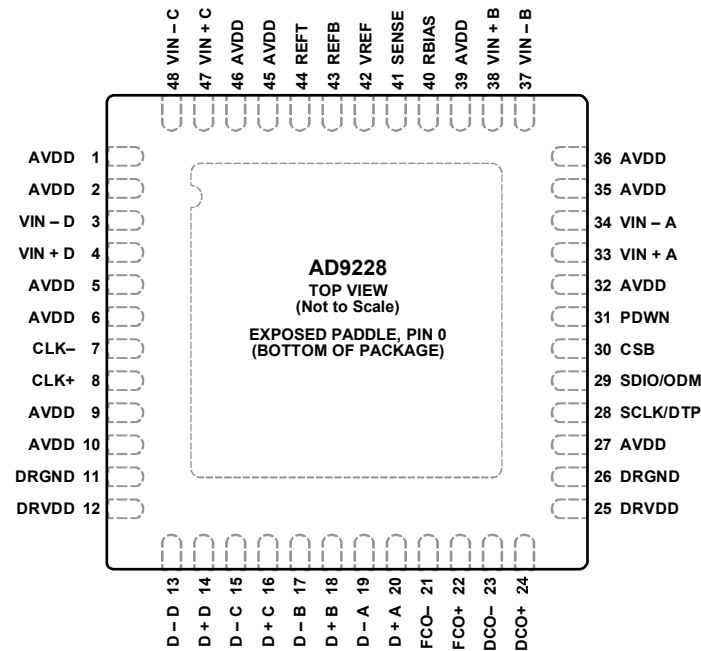 48 VIN – C
47 VIN + C
46 AVDD
45 AVDD
44 REFT
43 REFB
42 VREF
41 SENSE
40 RBIAS
39 AVDD
38 VIN + B
37 VIN – B
AVDD 1
AVDD 2
VIN – D 3
VIN + D 4
AVDD 5
AVDD 6
CLK– 7
CLK+ 8
AVDD 9
AVDD 10
DRGND 11
DRVDD 12
AD9228
TOP VIEW
(Not to Scale)
EXPOSED PADDLE, PIN 0
(BOTTOM OF PACKAGE)
36 AVDD
35 AVDD
34 VIN – A
33 VIN + A
32 AVDD
31 PDWN
30 CSB
29 SDIO/ODM
28 SCLK/DTP
27 AVDD
26 DRGND
25 DRVDD
D – D 13
D + D 14
D – C 15
D + C 16
D – B 17
D + B 18
D – A 19
D + A 20
FCO– 21
FCO+ 22
DCO– 23
DCO+ 24